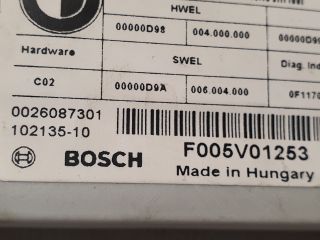 HWEL
00000D98 004.000.000 00000D9
Hardware SWEL Diag. Ind
C02 00000D9A 006.004.000 0F1170
0026087301
102135-10
BOSCH F005V01253
Made in Hungary